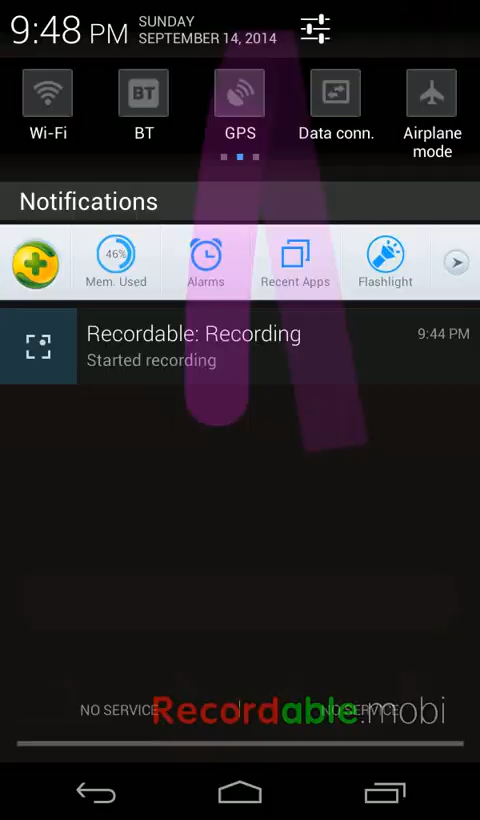 9:48 PM
SUNDAY
SEPTEMBER 14, 2014
BT
Wi-Fi
BT
GPS
Data conn.
Airplane
mode
Notifications
46%
Mem. Used
Alarms
Recent Apps
Flashlight
Recordable: Recording
9:44 PM
Started recording
NO SERVICE
NO SERVICE
Recordable.mobi